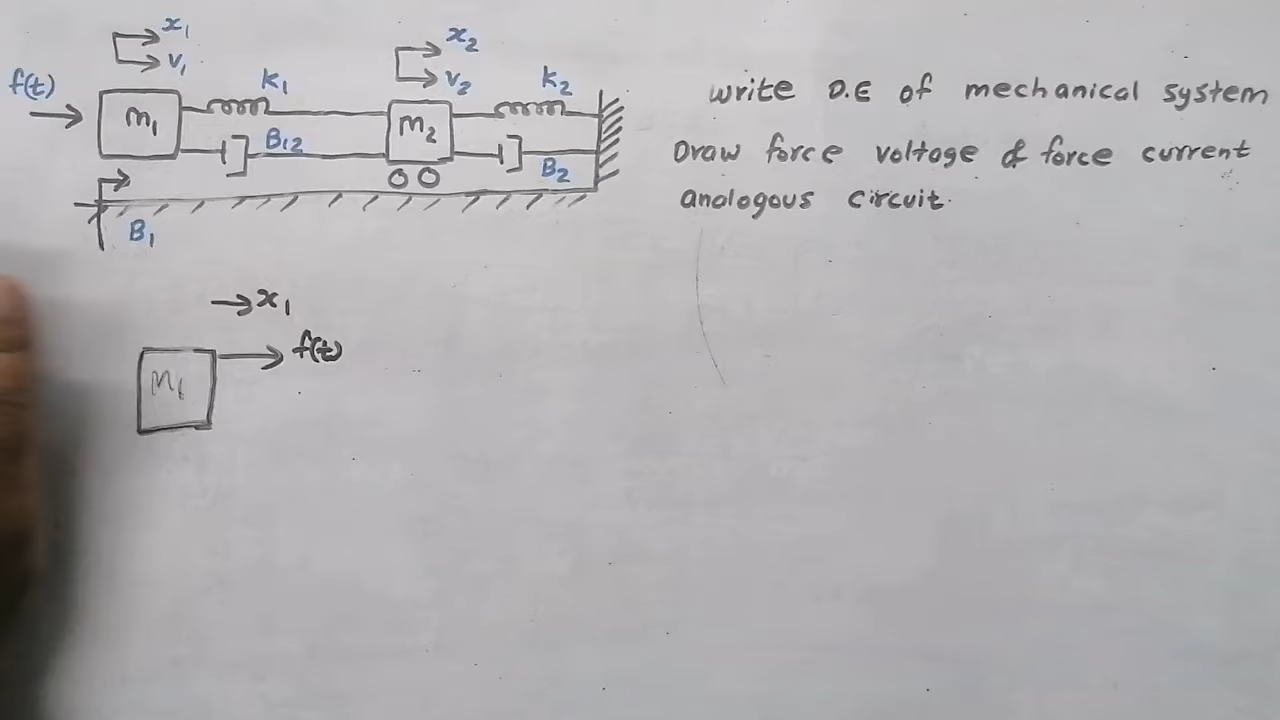 x1
v1
x2
v2
f(t)
K1
K2
M1
M2
B12
B2
B1
write D.E of mechanical system
Draw force voltage & force current
analogous circuit.
x1
f(t)
M1